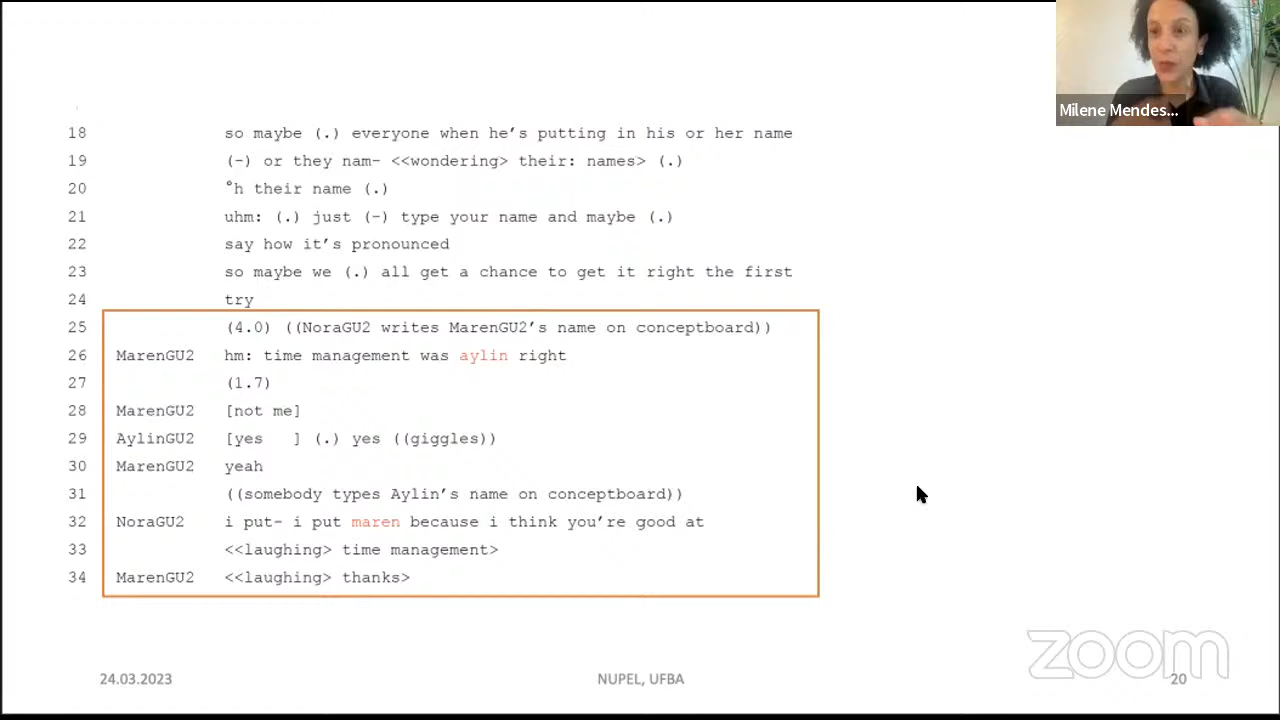 Milene Mendes...
18 so maybe (.) everyone when he’s putting in his or her name
19 (-) or they nam- <<wondering> their: names> (.)
20 °h their name (.)
21 uhm: (.) just (-) type your name and maybe (.)
22 say how it’s pronounced
23 so maybe we (.) all get a chance to get it right the first
24 try
25 (4.0) ((NoraGU2 writes MarenGU2’s name on conceptboard))
26 MarenGU2 hm: time management was aylin right
27 (1.7)
28 MarenGU2 [not me]
29 AylinGU2 [yes ] (.) yes ((giggles))
30 MarenGU2 yeah
31 ((somebody types Aylin’s name on conceptboard))
32 NoraGU2 i put- i put maren because i think you’re good at
33 <<laughing> time management>
34 MarenGU2 <<laughing> thanks>
zoom
24.03.2023 NUPEL, UFBA 20